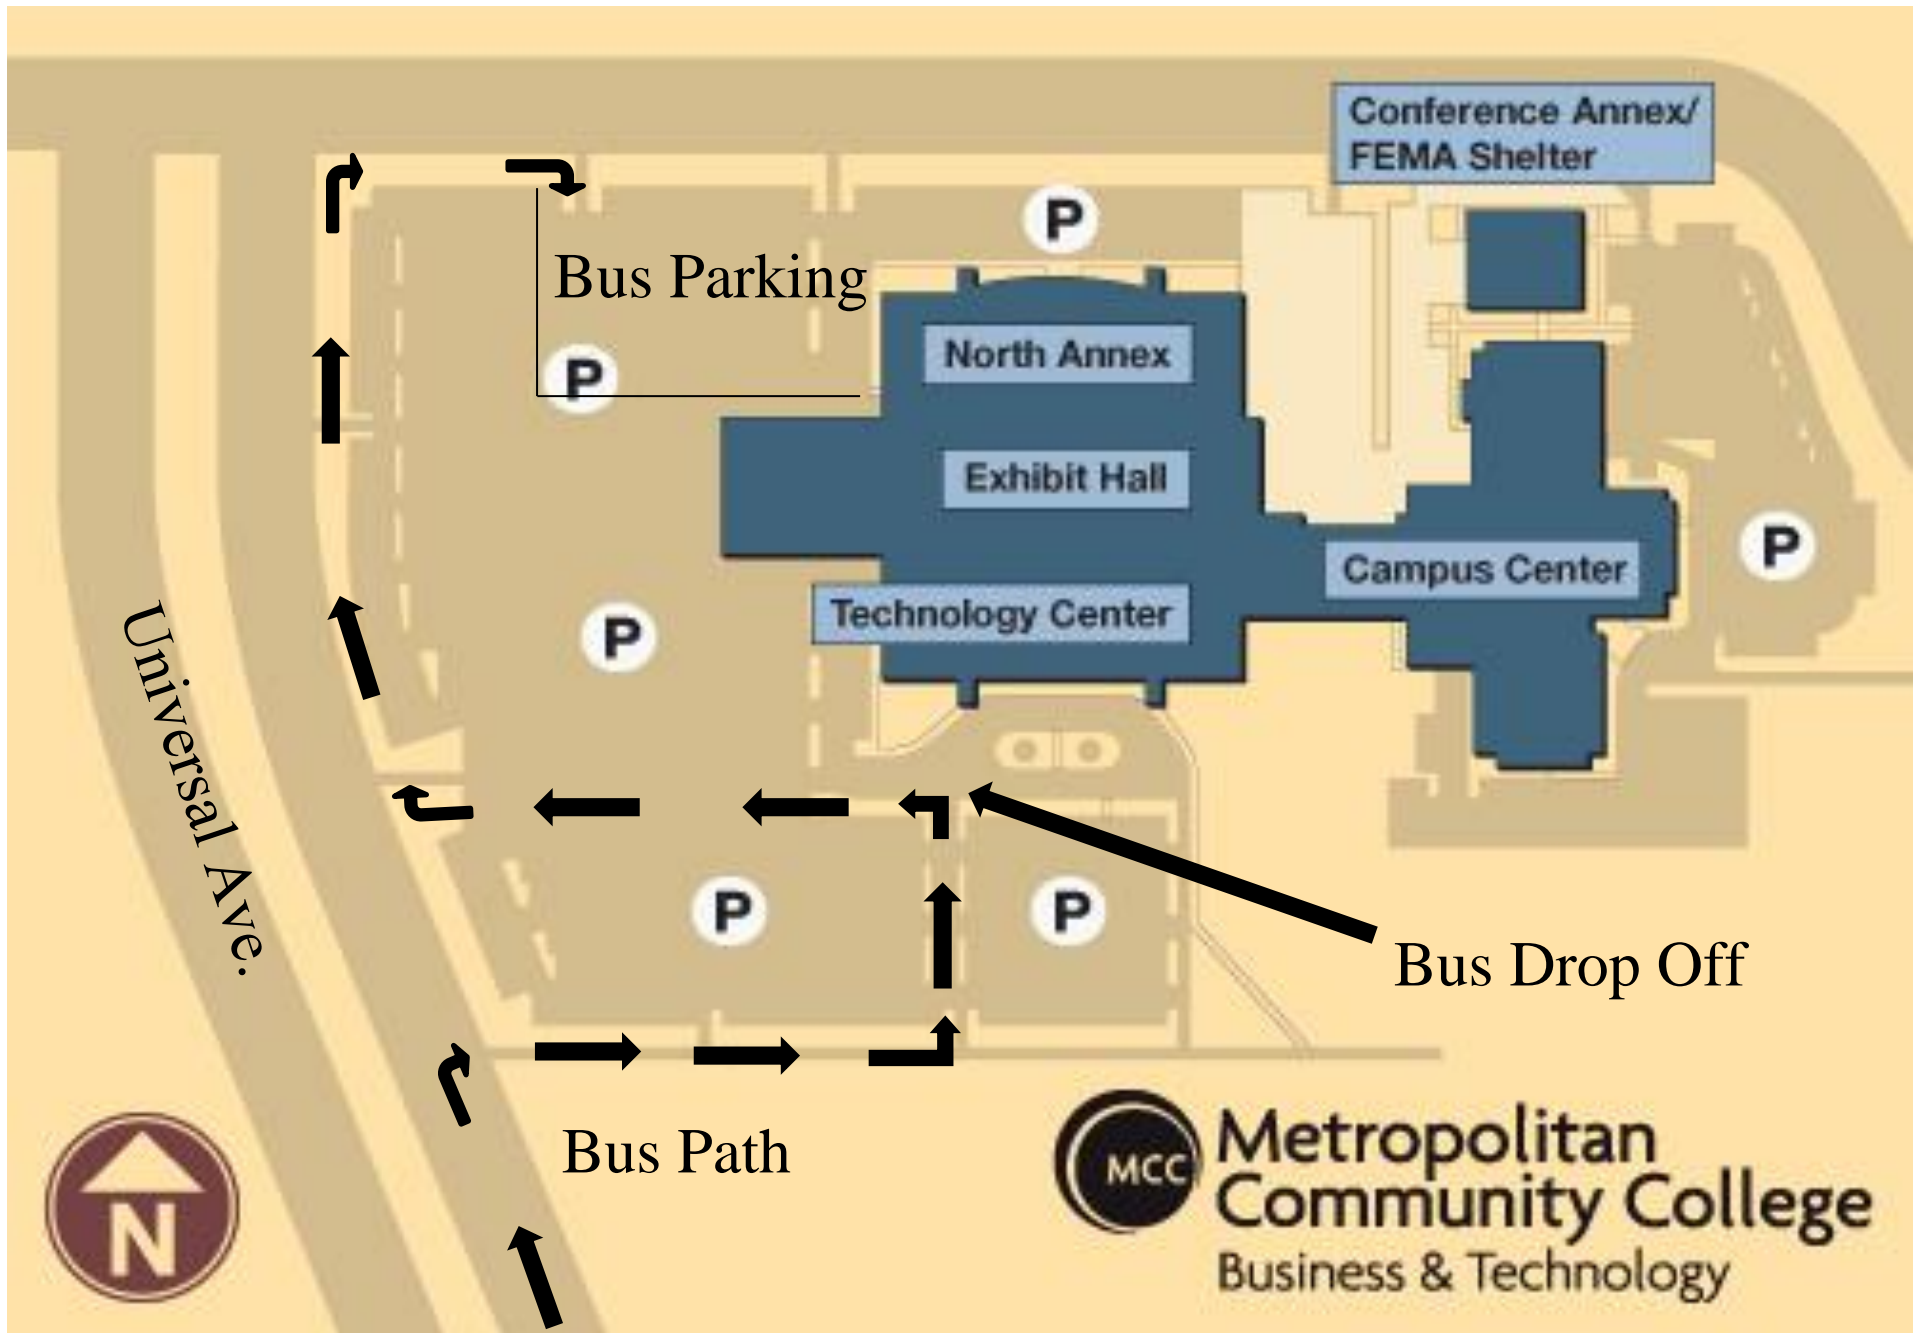 Conference Annex/
FEMA Shelter
P
Bus Parking
North Annex
P
Exhibit Hall
P
Campus Center
Technology Center
P
Universal Ave.
P
P
Bus Drop Off
Bus Path
MCC
Metropolitan
Community College
Business & Technology
N